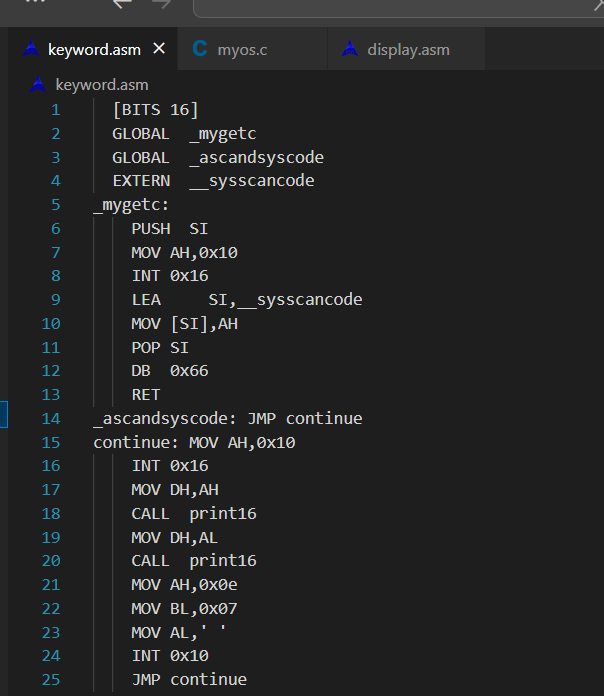 keyword.asm myos.c display.asm
keyword.asm
1 [BITS 16]
2 GLOBAL _mygetc
3 GLOBAL _ascandsyscode
4 EXTERN __sysscancode
5 _mygetc:
6 PUSH SI
7 MOV AH,0x10
8 INT 0x16
9 LEA SI,__sysscancode
10 MOV [SI],AH
11 POP SI
12 DB 0x66
13 RET
14 _ascandsyscode: JMP continue
15 continue: MOV AH,0x10
16 INT 0x16
17 MOV DH,AH
18 CALL print16
19 MOV DH,AL
20 CALL print16
21 MOV AH,0x0e
22 MOV BL,0x07
23 MOV AL,' '
24 INT 0x10
25 JMP continue